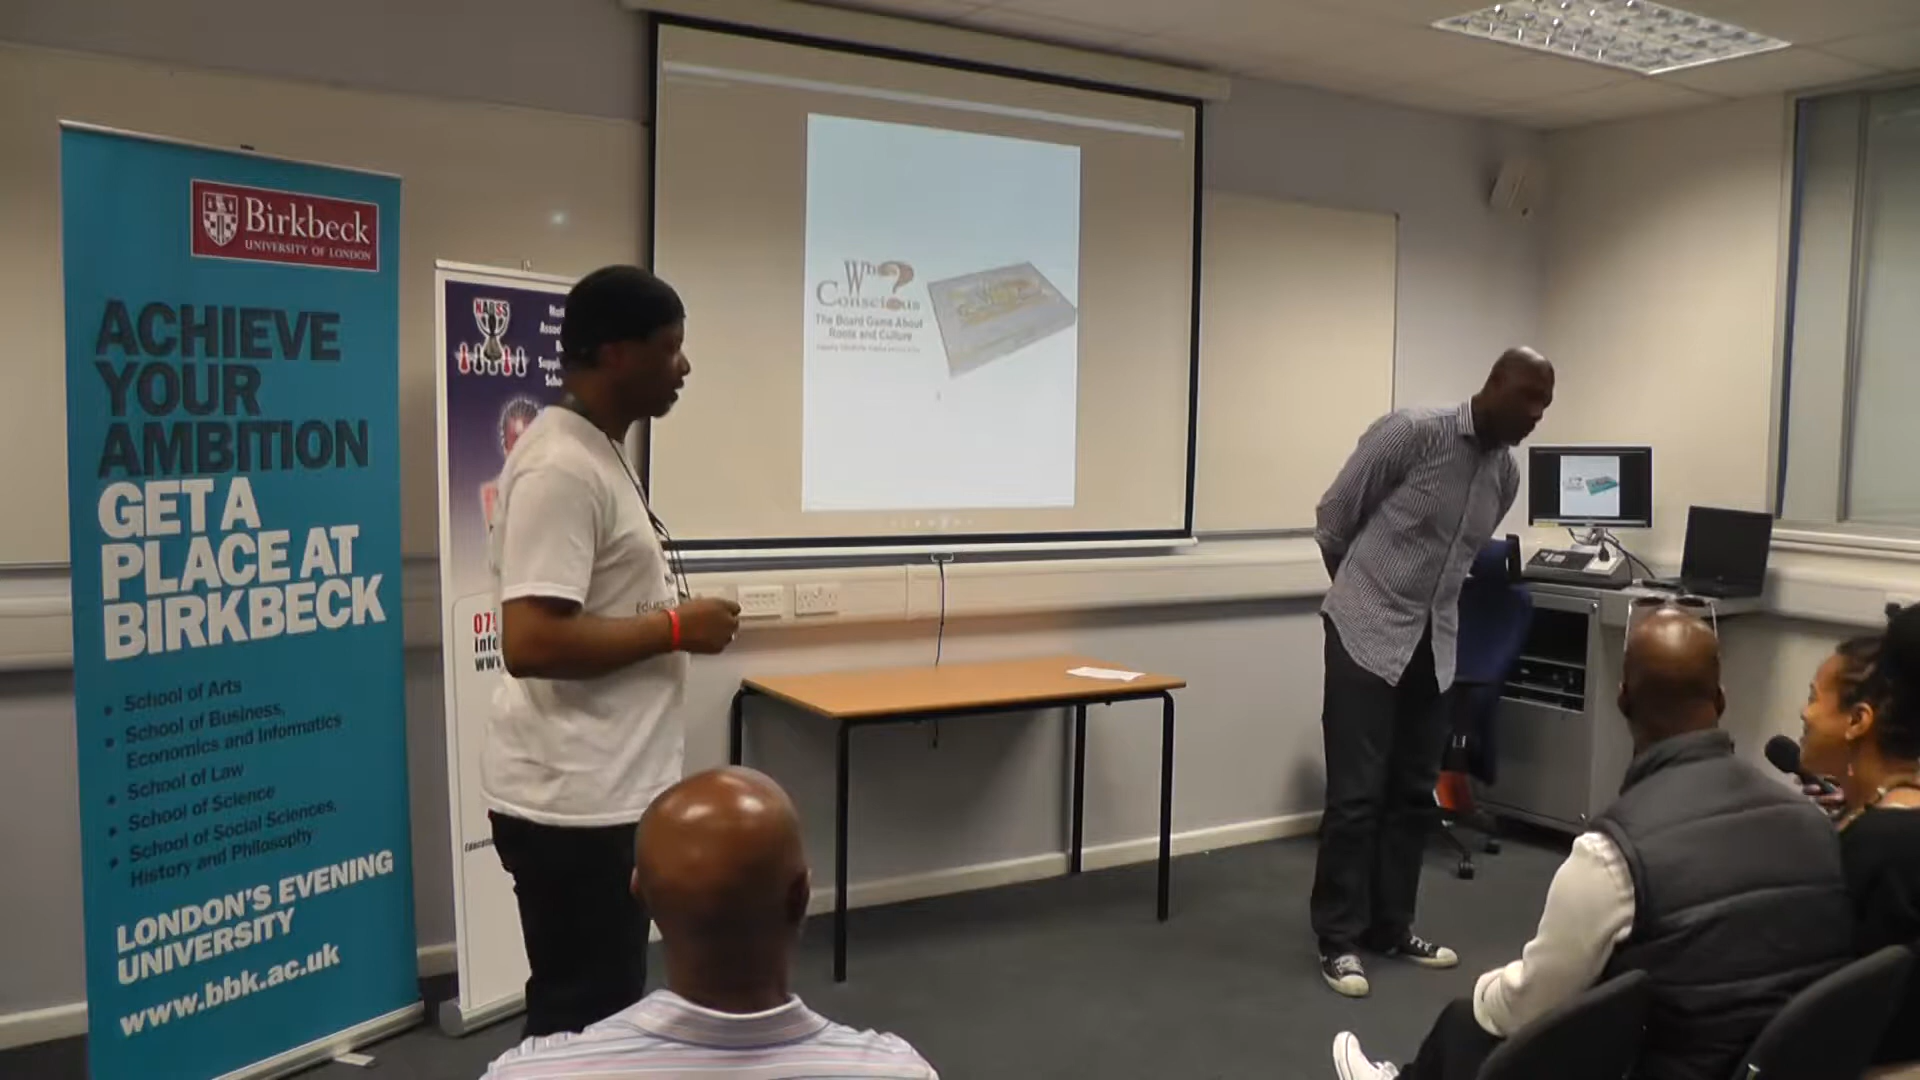 Birkbeck
UNIVERSITY OF LONDON
ACHIEVE
YOUR
AMBITION
GET A
PLACE AT
BIRKBECK
• School of Arts
• School of Business,
Economics and Informatics
• School of Law
• School of Science
• School of Social Sciences,
History and Philosophy
LONDON'S EVENING
UNIVERSITY
www.bbk.ac.uk
NABSS
Conscious
The Board Game About
Roots and Culture